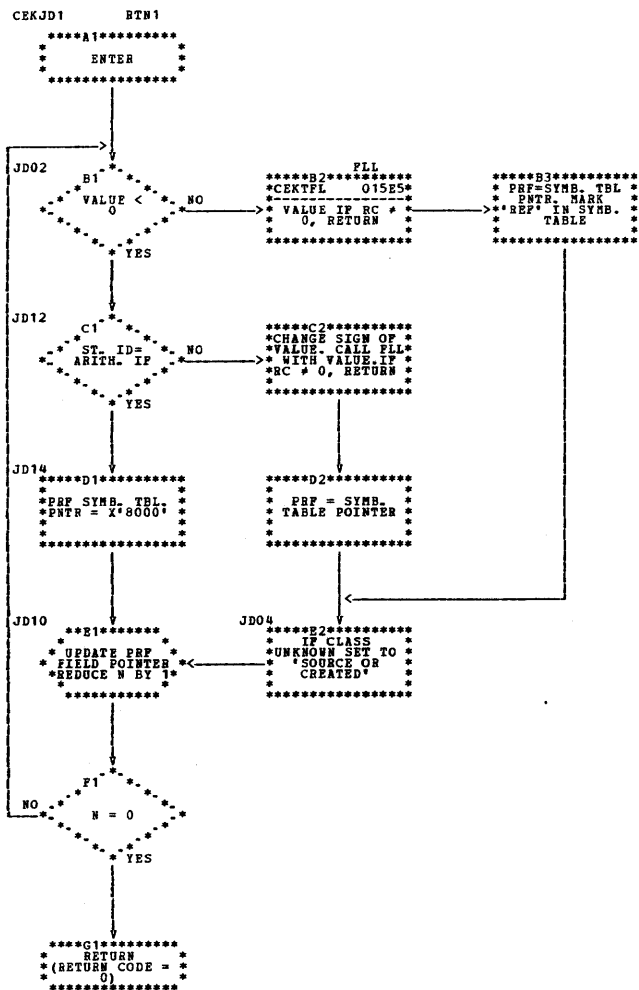 CEKJD1 RTN1
A1
ENTER
JD02
B1
VALUE <
0
NO
YES
FLL
B2
CEKTFL 015E5
VALUE IF RC ≠
0, RETURN
B3
PRF=SYMB. TBL
PNTR. MARK
'REF' IN SYMB.
TABLE
JD12
C1
ST. ID=
ARITH. IF
NO
YES
C2
CHANGE SIGN OF
VALUE. CALL FLL
WITH VALUE.IF
RC ≠ 0, RETURN
JD14
D1
PRF SYMB. TBL.
PNTR = X'8000'
D2
PRF = SYMB.
TABLE POINTER
JD10
E1
UPDATE PRF
FIELD POINTER
REDUCE N BY 1
JD04
E2
IF CLASS
UNKNOWN SET TO
'SOURCE OR
CREATED'
F1
N = 0
NO
YES
G1
RETURN
(RETURN CODE =
0)